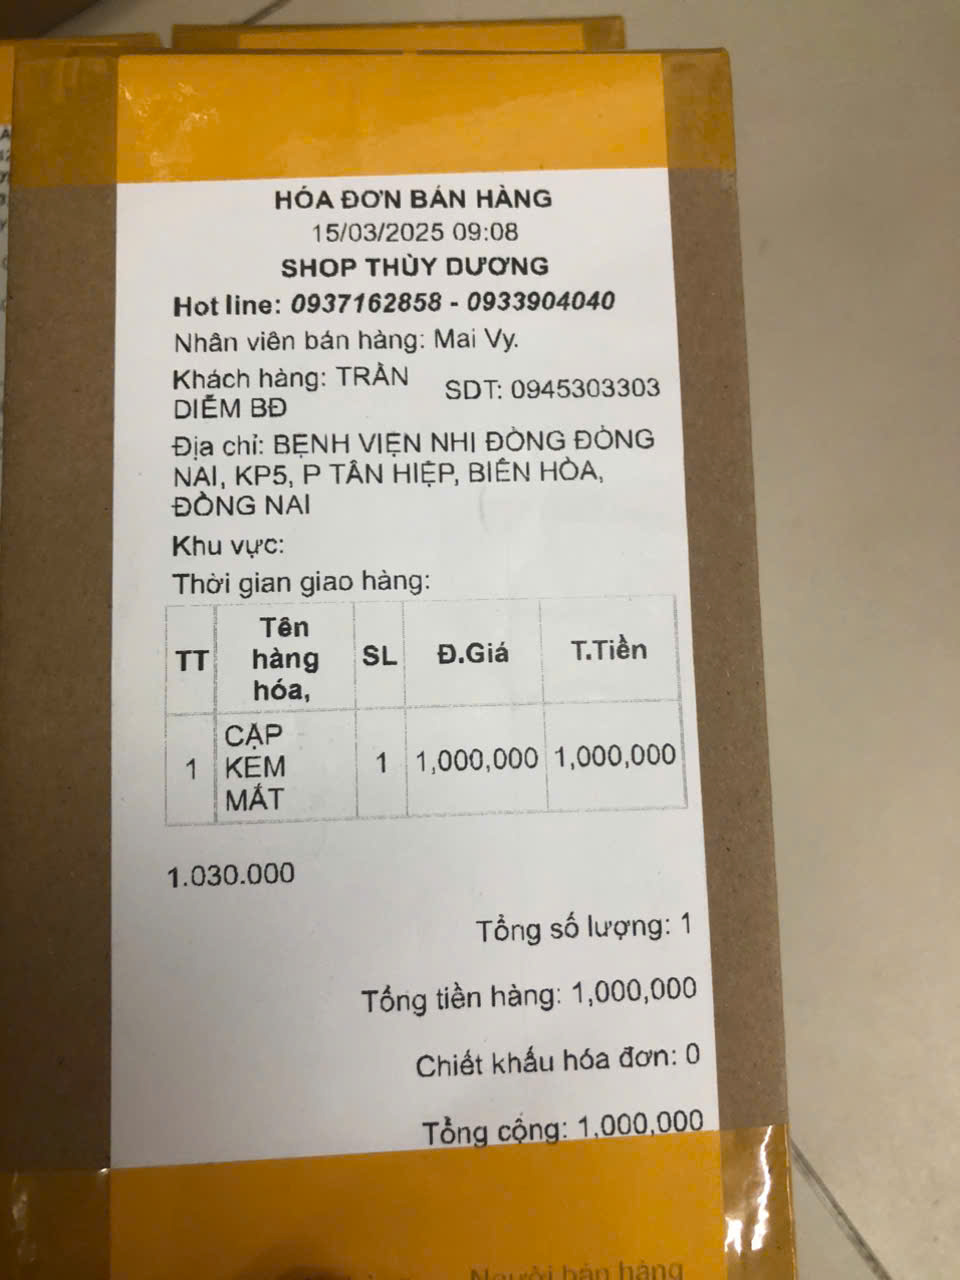 HÓA ĐƠN BÁN HÀNG
15/03/2025 09:08
SHOP THÙY DƯƠNG
Hot line: 0937162858 - 0933904040
Nhân viên bán hàng: Mai Vy.
Khách hàng: TRẦN DIỄM BĐ
SDT: 0945303303
Địa chỉ: BỆNH VIỆN NHI ĐỒNG ĐỒNG
NAI, KP5, P TÂN HIỆP, BIÊN HÒA,
ĐỒNG NAI
Khu vực:
Thời gian giao hàng:
TT Tên hàng hóa, SL Đ.Giá T.Tiền
1 CẶP KEM MẮT 1 1,000,000 1,000,000
1.030.000
Tổng số lượng: 1
Tổng tiền hàng: 1,000,000
Chiết khấu hóa đơn: 0
Tổng cộng: 1,000,000
Người bán hàng